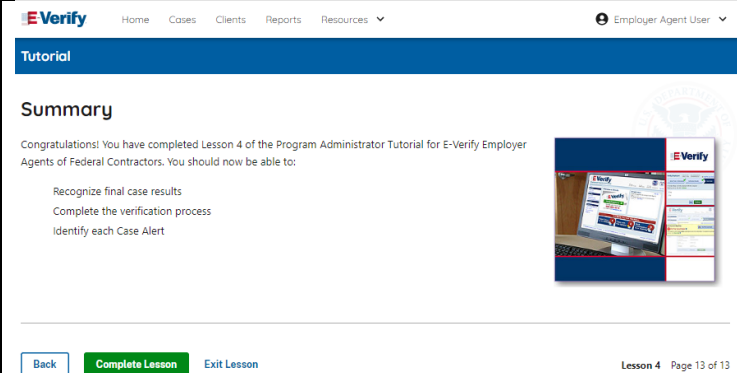 E-Verify Home Cases Clients Reports Resources Employer Agent User
Tutorial
Summary
Congratulations! You have completed Lesson 4 of the Program Administrator Tutorial for E-Verify Employer
Agents of Federal Contractors. You should now be able to:
Recognize final case results
Complete the verification process
Identify each Case Alert
E-Verify
Back Complete Lesson Exit Lesson Lesson 4 Page 13 of 13